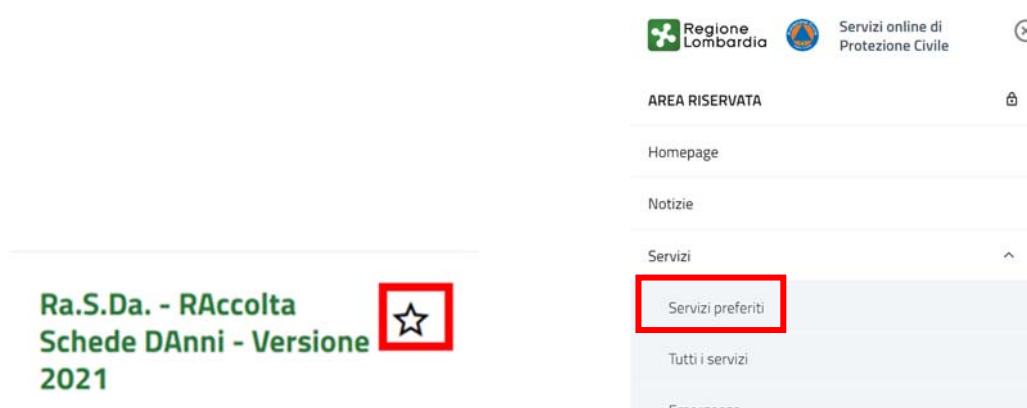 Ra.S.Da. - RAccolta
Schede DAnni - Versione
2021
Regione
Lombardia
Servizi online di
Protezione Civile
AREA RISERVATA
Homepage
Notizie
Servizi
Servizi preferiti
Tutti i servizi